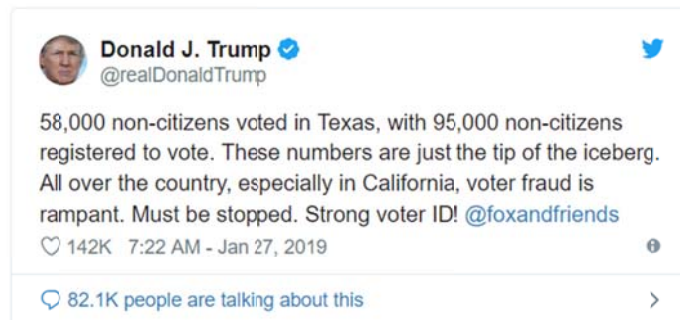 Donald J. Trump
@realDonaldTrump
58,000 non-citizens voted in Texas, with 95,000 non-citizens
registered to vote. These numbers are just the tip of the iceberg.
All over the country, especially in California, voter fraud is
rampant. Must be stopped. Strong voter ID! @foxandfriends
142K 7:22 AM - Jan 27, 2019
82.1K people are talking about this